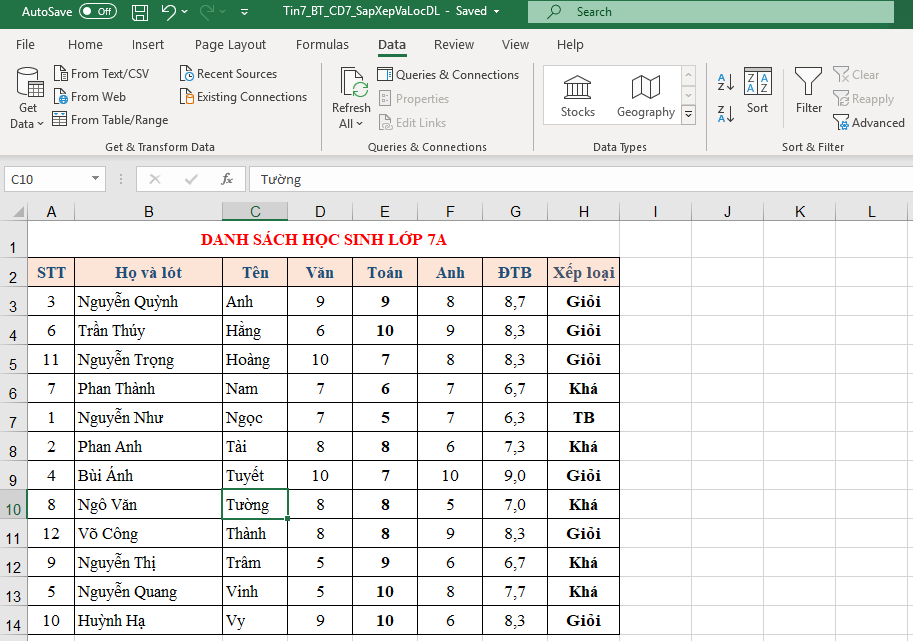 AutoSave Off Tin7_BT_CD7_SapXepVaLocDL - Saved Search
File Home Insert Page Layout Formulas Data Review View Help
Get Data
From Text/CSV
From Web
From Table/Range
Recent Sources
Existing Connections
Get & Transform Data
Refresh All
Queries & Connections
Properties
Edit Links
Queries & Connections
Stocks Geography
Data Types
A Z
Z A
Z A A Z
Sort
Filter
Clear
Reapply
Advanced
Sort & Filter
C10 fx Tường
A B C D E F G H I J K L
1 DANH SÁCH HỌC SINH LỚP 7A
2 STT Họ và lót Tên Văn Toán Anh ĐTB Xếp loại
3 3 Nguyễn Quỳnh Anh 9 9 8 8,7 Giỏi
4 6 Trần Thúy Hằng 6 10 9 8,3 Giỏi
5 11 Nguyễn Trọng Hoàng 10 7 8 8,3 Giỏi
6 7 Phan Thành Nam 7 6 7 6,7 Khá
7 1 Nguyễn Như Ngọc 7 5 7 6,3 TB
8 2 Phan Anh Tài 8 8 6 7,3 Khá
9 4 Bùi Ánh Tuyết 10 7 10 9,0 Giỏi
10 8 Ngô Văn Tường 8 8 5 7,0 Khá
11 12 Võ Công Thành 8 8 9 8,3 Giỏi
12 9 Nguyễn Thị Trâm 5 9 6 6,7 Khá
13 5 Nguyễn Quang Vinh 5 10 8 7,7 Khá
14 10 Huỳnh Hạ Vy 9 10 6 8,3 Giỏi